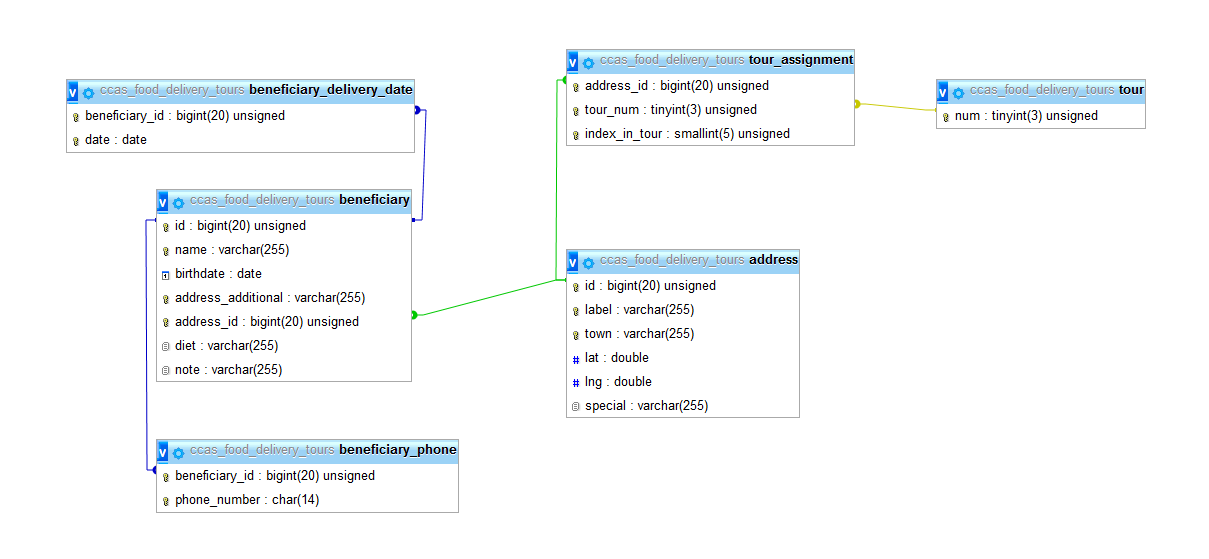 ccas_food_delivery_tours beneficiary_delivery_date
beneficiary_id : bigint(20) unsigned
date : date
ccas_food_delivery_tours beneficiary
id : bigint(20) unsigned
name : varchar(255)
birthdate : date
address_additional : varchar(255)
address_id : bigint(20) unsigned
diet : varchar(255)
note : varchar(255)
ccas_food_delivery_tours beneficiary_phone
beneficiary_id : bigint(20) unsigned
phone_number : char(14)
ccas_food_delivery_tours tour_assignment
address_id : bigint(20) unsigned
tour_num : tinyint(3) unsigned
index_in_tour : smallint(5) unsigned
ccas_food_delivery_tours address
id : bigint(20) unsigned
label : varchar(255)
town : varchar(255)
# lat : double
# lng : double
special : varchar(255)
ccas_food_delivery_tours tour
num : tinyint(3) unsigned